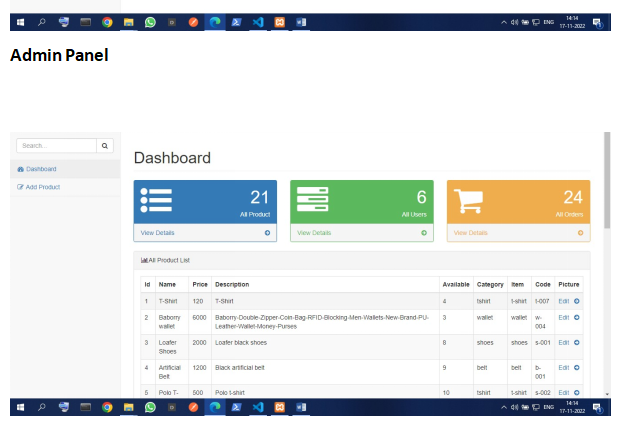 ENG
14:14
17-11-2022
Admin Panel
Search...
Dashboard
Add Product
Dashboard
21
All Product
View Details
6
All Users
View Details
24
All Orders
View Details
All Product List
Id Name Price Description Available Category Item Code Picture
1 T-Shirt 120 T-Shirt 4 tshirt t-shirt t-007 Edit
2 Baborry wallet 6000 Baborry-Double-Zipper-Coin-Bag-RFID-Blocking-Men-Wallets-New-Brand-PU-Leather-Wallet-Money-Purses 3 wallet wallet w-004 Edit
3 Loafer Shoes 2000 Loafer black shoes 8 shoes shoes s-001 Edit
4 Artificial Belt 1200 Black artificial belt 9 belt belt b-001 Edit
5 Polo T- 500 Polo t-shirt 10 tshirt t-shirt s-002 Edit
ENG
14:14
17-11-2022